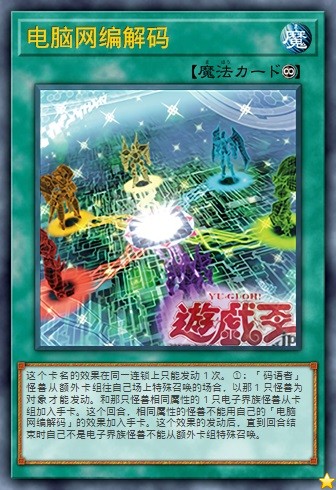 电脑网编解码
魔
【魔法カード】
YU-GI-OH!
遊戯王
这个卡名的效果在同一连锁上只能发动1次。①：「码语者」
怪兽从额外卡组往自己场上特殊召唤的场合，以那1只怪兽为
对象才能发动。和那只怪兽相同属性的1只电子界族怪兽从卡
组加入手卡。这个回合，相同属性的怪兽不能用自己的「电脑
网编解码」的效果加入手卡。这个效果的发动后，直到回合结
束时自己不是电子界族怪兽不能从额外卡组特殊召唤。